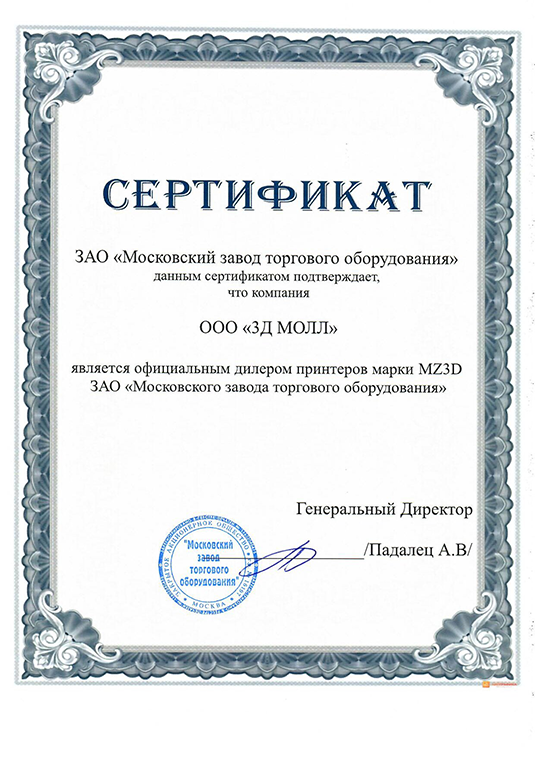 СЕРТИФИКАТ
ЗАО «Московский завод торгового оборудования»
данным сертификатом подтверждает,
что компания
ООО «3Д МОЛЛ»
является официальным дилером принтеров марки MZ3D
ЗАО «Московского завода торгового оборудования»
Генеральный Директор
/Падалец А.В/
ЗАКРЫТОЕ АКЦИОНЕРНОЕ ОБЩЕСТВО
"Московский
завод
торгового
оборудования"
МОСКВА